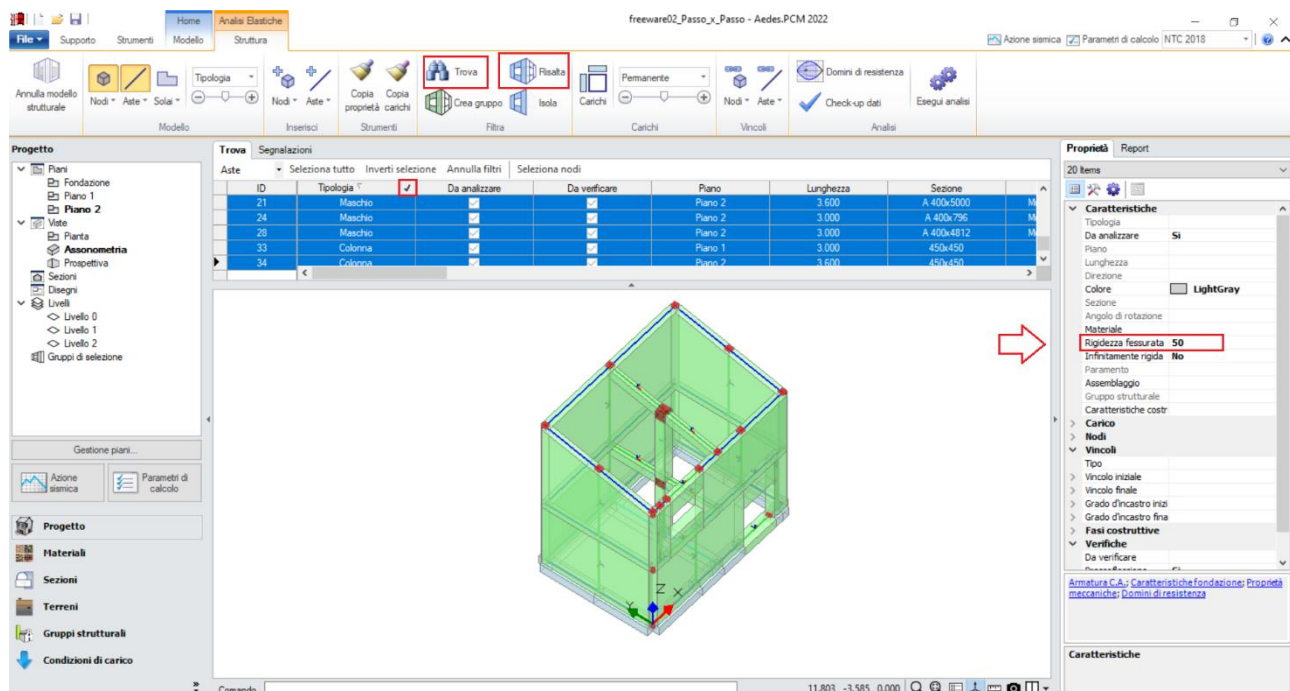 Home Analisi Elastiche freeware02_Passo_x_Passo - Aedes.PCM 2022
File Supporto Strumenti Modello Struttura Azione sismica Parametri di calcolo NTC 2018
Annulla modello strutturale
Nodi Aste Solai
Tipologia
Modello
Nodi Aste
Inserisci
Copia proprietà
Copia carichi
Strumenti
Trova Risalta
Crea gruppo Isola
Filtra
Carichi
Permanente
Carichi
Nodi Aste
Vincoli
Domini di resistenza
Check-up dati
Esegui analisi
Analisi
Progetto
Piani
Fondazione
Piano 1
Piano 2
Viste
Pianta
Assonometria
Prospettiva
Sezioni
Disegni
Livelli
Livello 0
Livello 1
Livello 2
Gruppi di selezione
Gestione piani...
Azione sismica
Parametri di calcolo
Progetto
Materiali
Sezioni
Terreni
Gruppi strutturali
Condizioni di carico
Trova Segnalazioni
Aste Seleziona tutto Inverti selezione Annulla filtri Seleziona nodi
ID Tipologia Da analizzare Da verificare Piano Lunghezza Sezione
21 Maschio Piano 2 3.600 A 400x5000
24 Maschio Piano 2 3.000 A 400x796
28 Maschio Piano 2 3.000 A 400x4812
33 Colonna Piano 1 3.000 450x450
34 Colonna Piano 2 3.600 450x450
Z
X
Y
Comando
11.803 -3.585 0.000
Proprietà Report
20 Items
Caratteristiche
Tipologia
Da analizzare Sì
Piano
Lunghezza
Direzione
Colore LightGray
Sezione
Angolo di rotazione
Materiale
Rigidezza fessurata 50
Infinitamente rigida No
Paramento
Assemblaggio
Gruppo strutturale
Caratteristiche costr
Carico
Nodi
Vincoli
Tipo
Vincolo iniziale
Vincolo finale
Grado d'incastro inizi
Grado d'incastro fina
Fasi costruttive
Verifiche
Da verificare
Armatura C.A.; Caratteristiche fondazione; Proprietà
meccaniche; Domini di resistenza
Caratteristiche